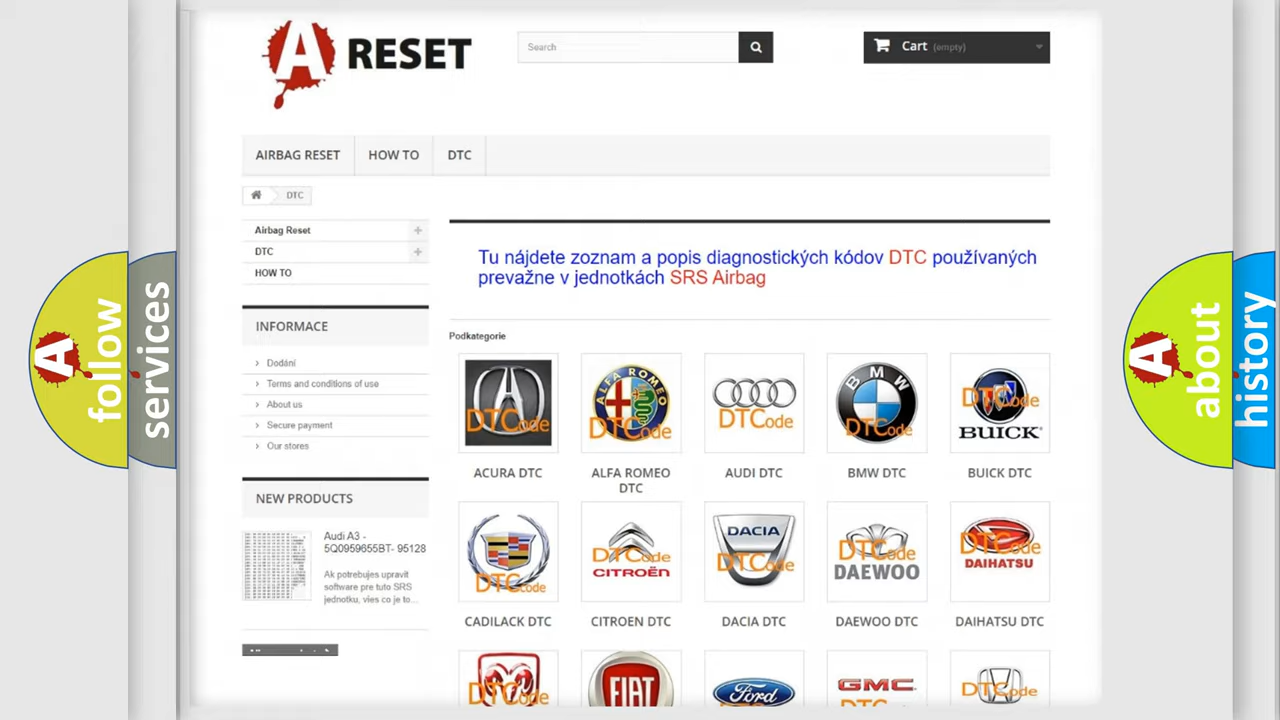 A RESET
Search
Cart (empty)
AIRBAG RESET
HOW TO
DTC
DTC
Airbag Reset
DTC
HOW TO
INFORMACE
Dodání
Terms and conditions of use
About us
Secure payment
Our stores
NEW PRODUCTS
Audi A3 -
5Q0959655BT- 95128
Ak potrebujes upravit
software pre tuto SRS
jednotku, vies co je to...
Tu nájdete zoznam a popis diagnostických kódov DTC používaných
prevažne v jednotkách SRS Airbag
Podkategorie
DTCode
ALFA ROMEO
DTCode
DTCode
BMW
DTCode
DTCode
BUICK
ACURA DTC
ALFA ROMEO
DTC
AUDI DTC
BMW DTC
BUICK DTC
DTCode
DTCode
CITROËN
DACIA
DTCode
DTCode
DAEWOO
DTCode
DAIHATSU
CADILACK DTC
CITROEN DTC
DACIA DTC
DAEWOO DTC
DAIHATSU DTC
DTCode
FIAT
Ford
GMC
DTCode
A follow
services
A about
history